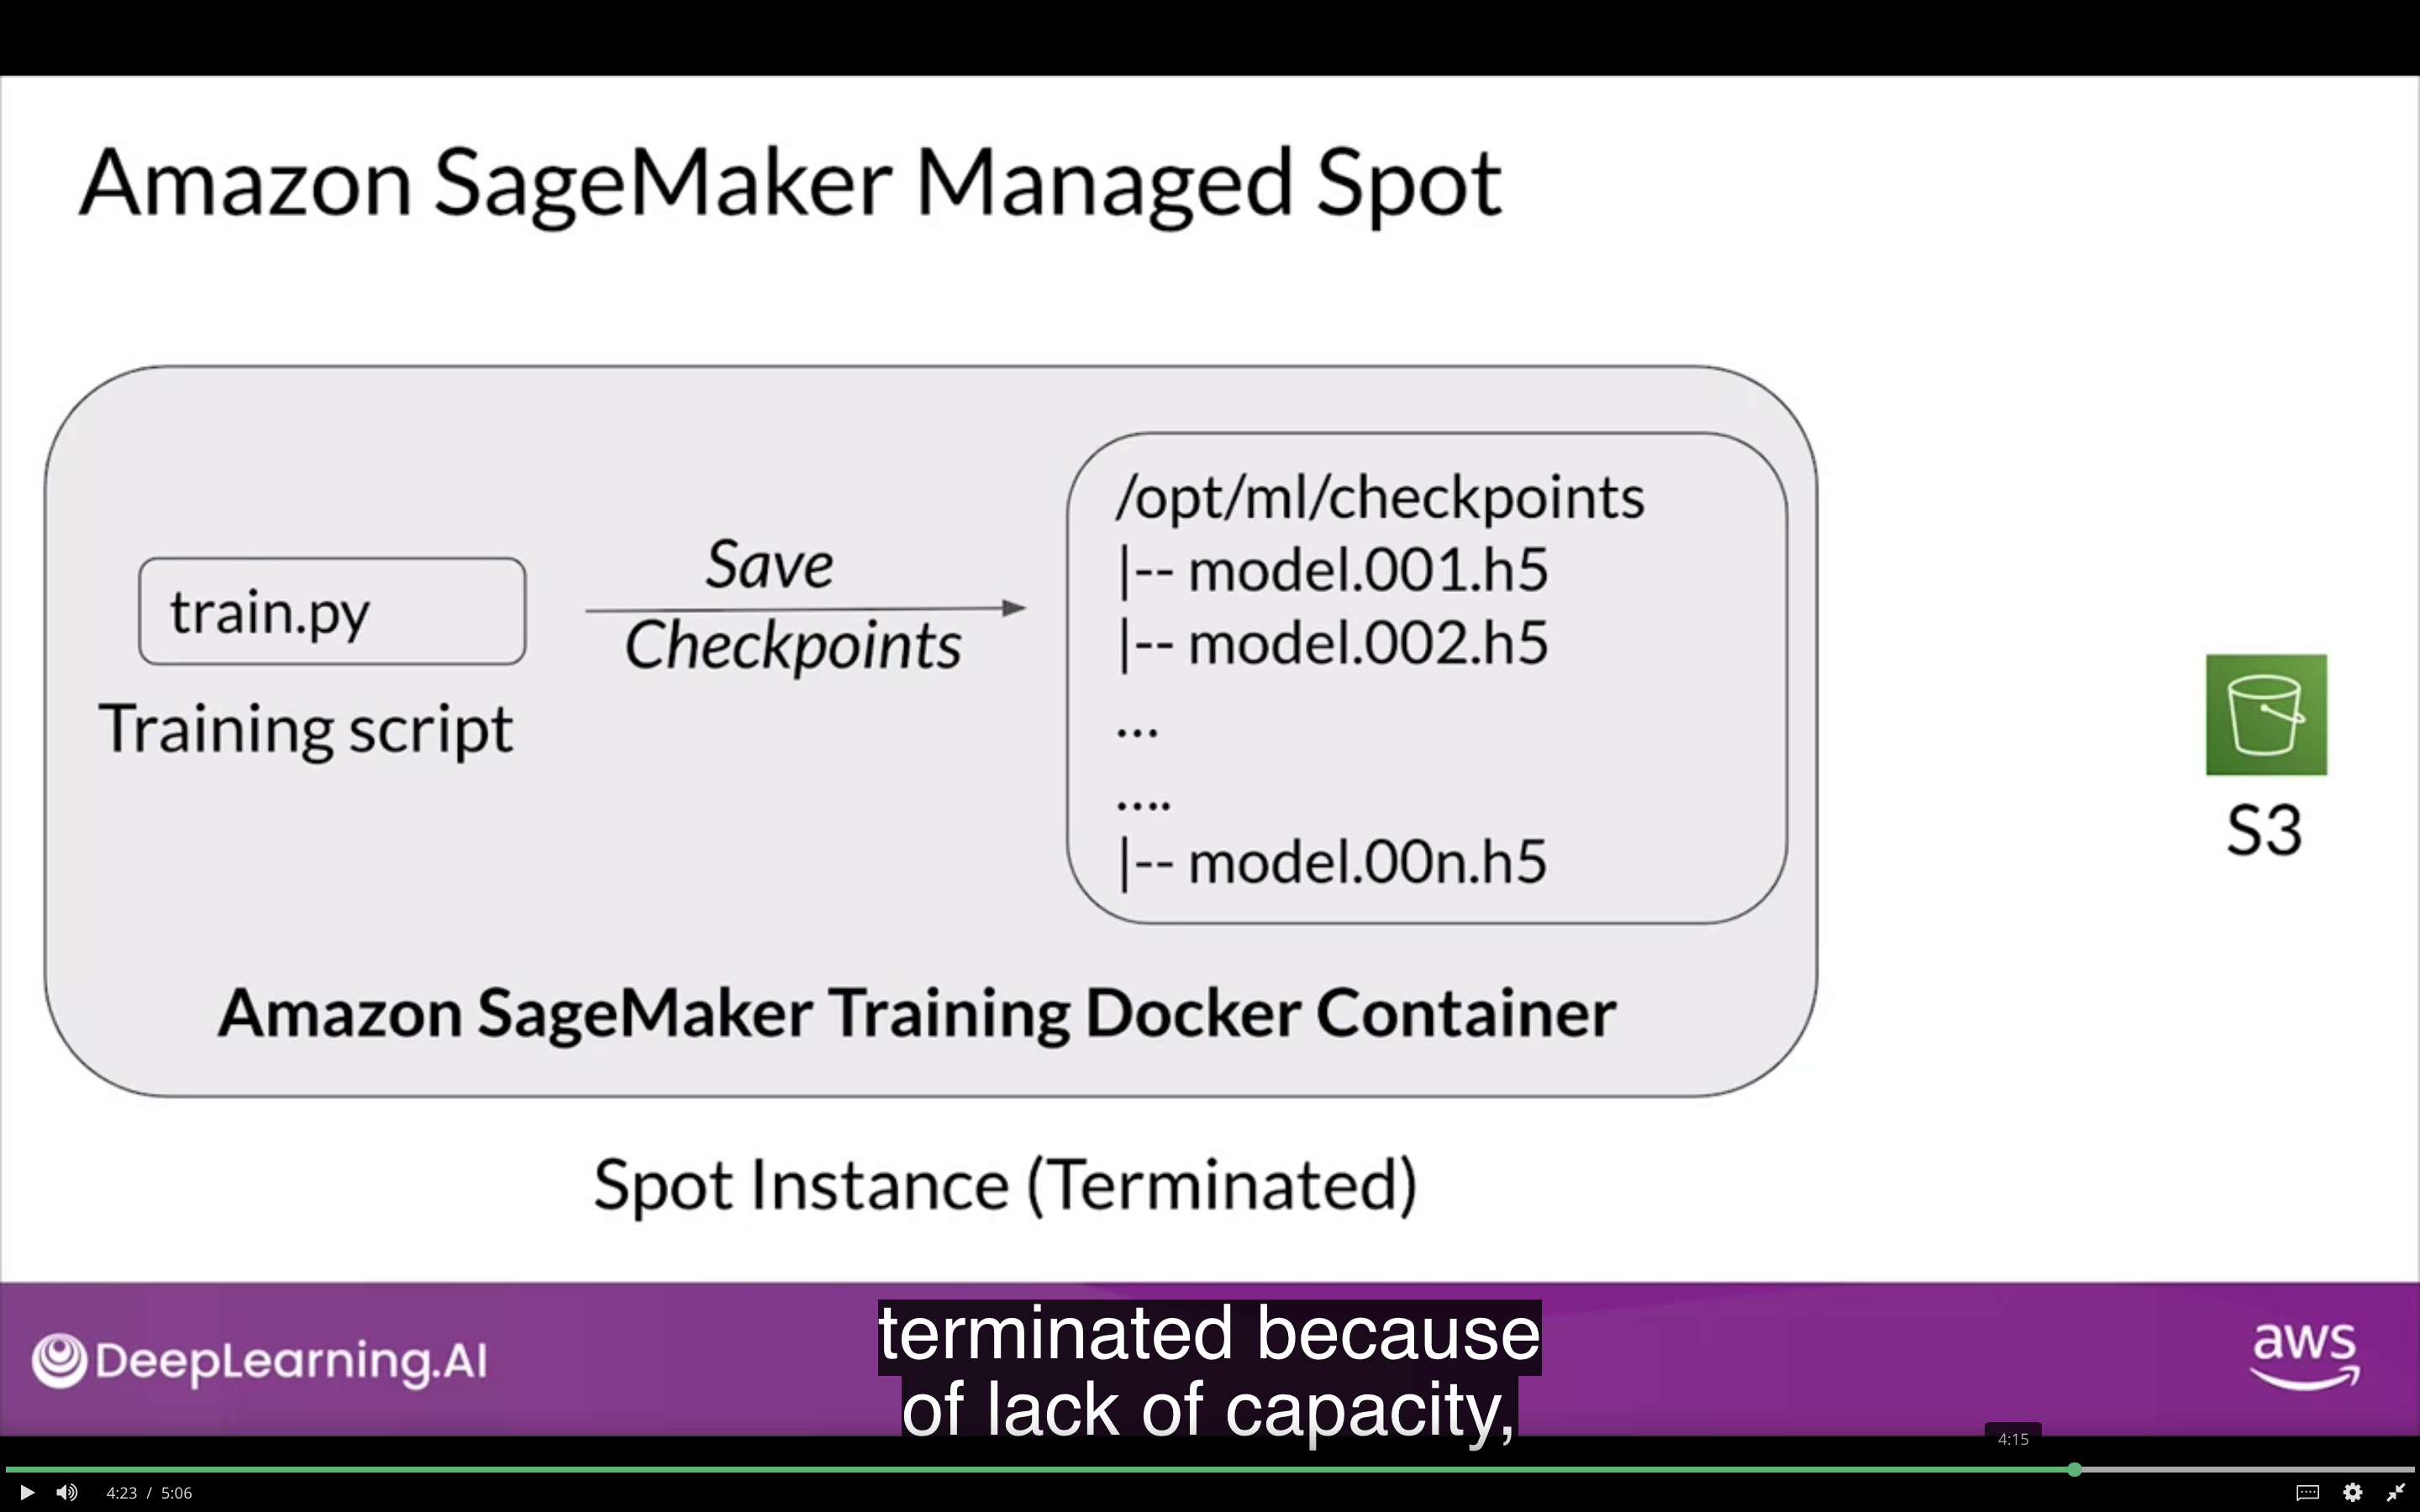 Amazon SageMaker Managed Spot
train.py
Training script
Save
Checkpoints
/opt/ml/checkpoints
|-- model.001.h5
|-- model.002.h5
...
....
|-- model.00n.h5
Amazon SageMaker Training Docker Container
S3
Spot Instance (Terminated)
DeepLearning.AI
terminated because
of lack of capacity,
aws
4:15
4:23 / 5:06